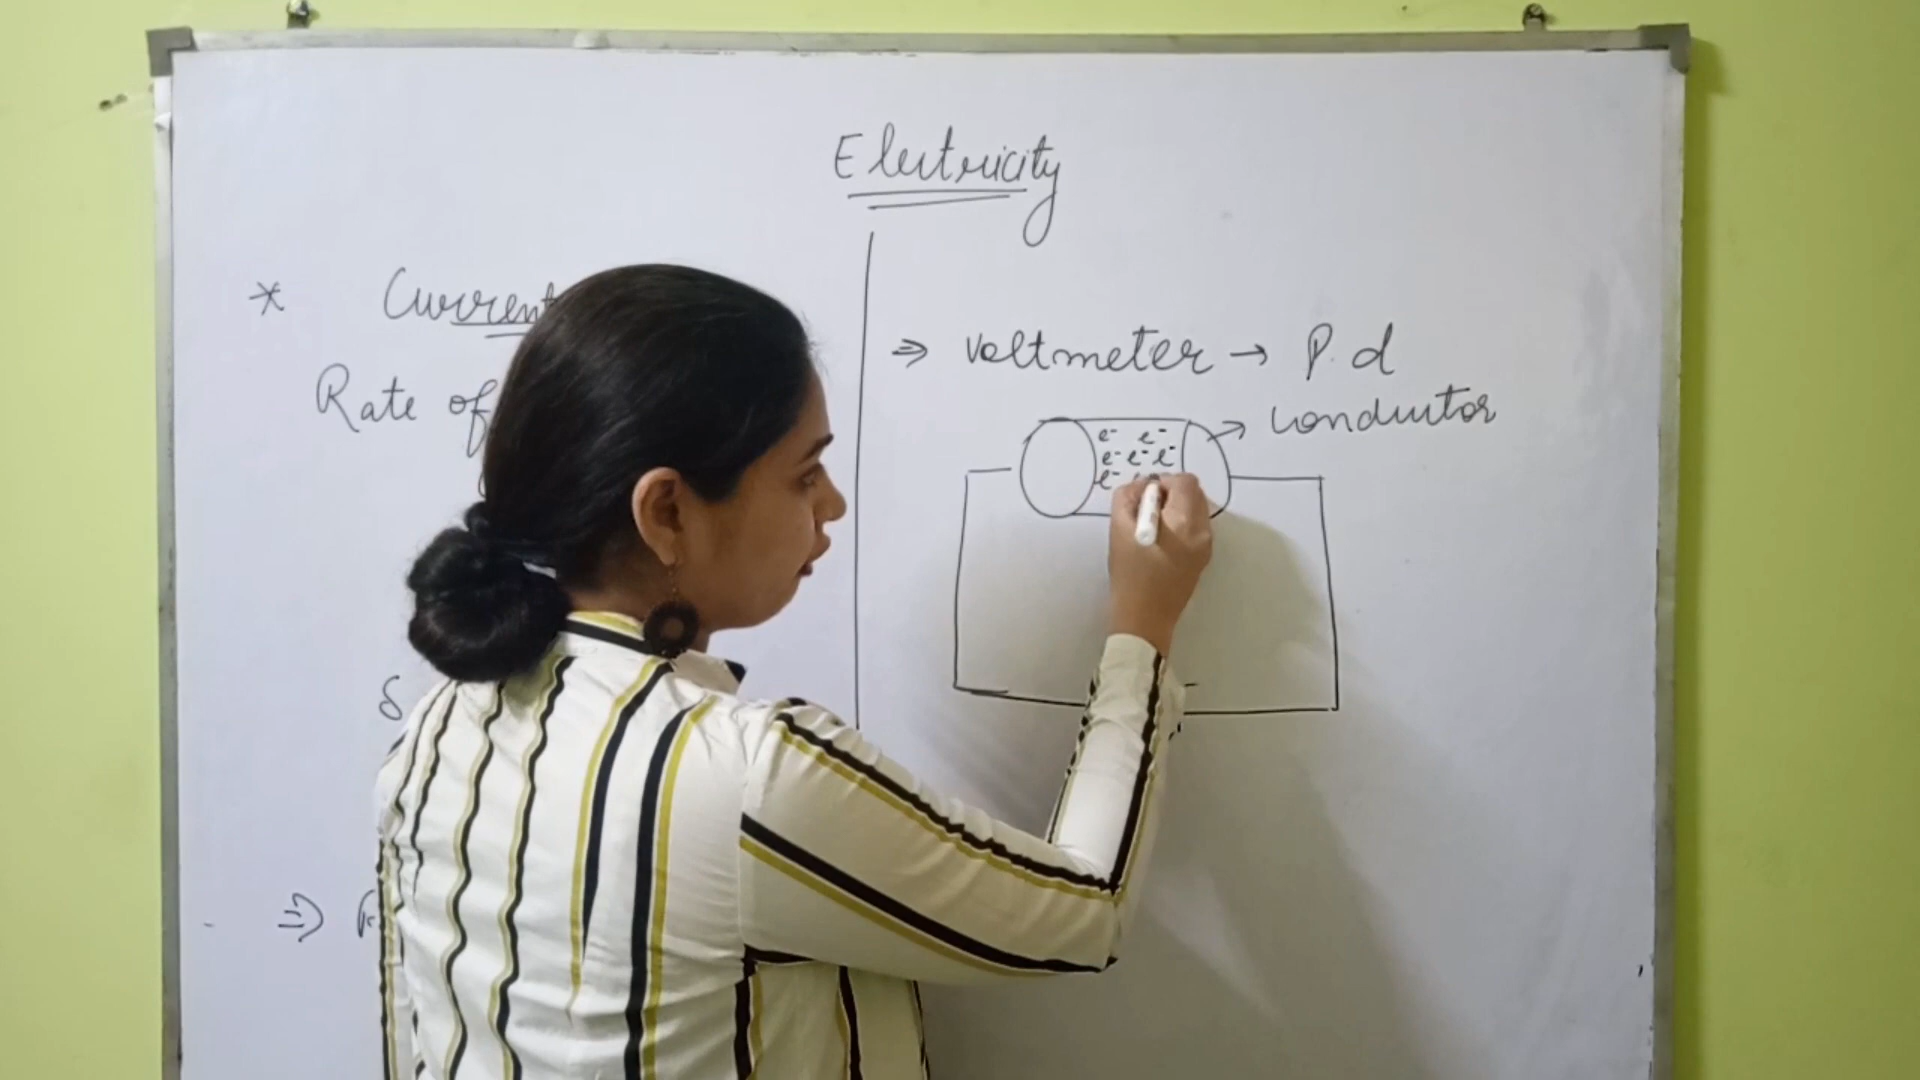 Electricity
* Current
Rate of
⇒ Voltmeter → P.d
conductor
e⁻ e⁻
e⁻ e⁻ e⁻
e⁻
⇒